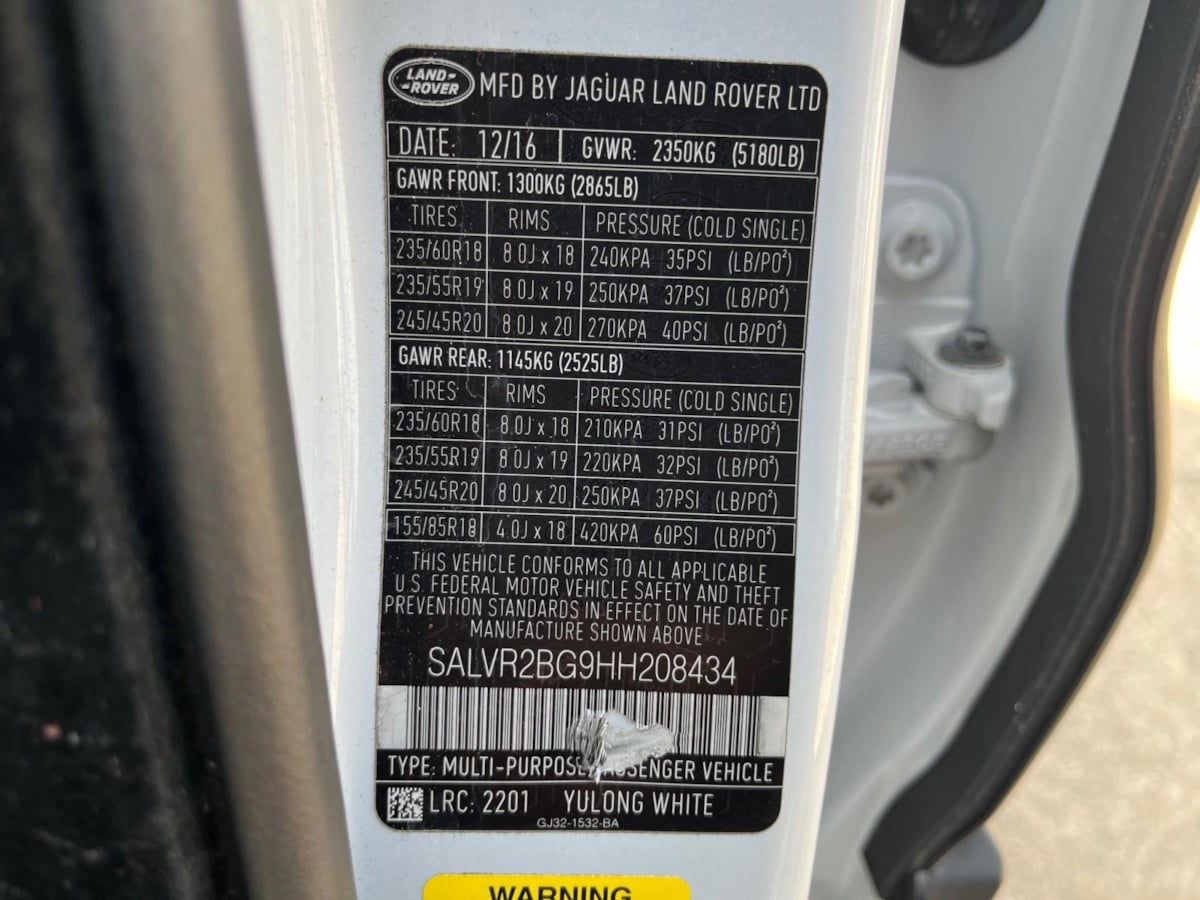 LAND-
-ROVER
MFD BY JAGUAR LAND ROVER LTD
DATE: 12/16 GVWR: 2350KG (5180LB)
GAWR FRONT: 1300KG (2865LB)
TIRES RIMS PRESSURE (COLD SINGLE)
235/60R18 8.0J x 18 240KPA 35PSI (LB/PO²)
235/55R19 8.0J x 19 250KPA 37PSI (LB/PO²)
245/45R20 8.0J x 20 270KPA 40PSI (LB/PO²)
GAWR REAR: 1145KG (2525LB)
TIRES RIMS PRESSURE (COLD SINGLE)
235/60R18 8.0J x 18 210KPA 31PSI (LB/PO²)
235/55R19 8.0J x 19 220KPA 32PSI (LB/PO²)
245/45R20 8.0J x 20 250KPA 37PSI (LB/PO²)
155/85R18 4.0J x 18 420KPA 60PSI (LB/PO²)
THIS VEHICLE CONFORMS TO ALL APPLICABLE
U.S. FEDERAL MOTOR VEHICLE SAFETY AND THEFT
PREVENTION STANDARDS IN EFFECT ON THE DATE OF
MANUFACTURE SHOWN ABOVE
SALVR2BG9HH208434
TYPE: MULTI-PURPOSE PASSENGER VEHICLE
LRC: 2201 YULONG WHITE
GJ32-1532-BA
WARNING